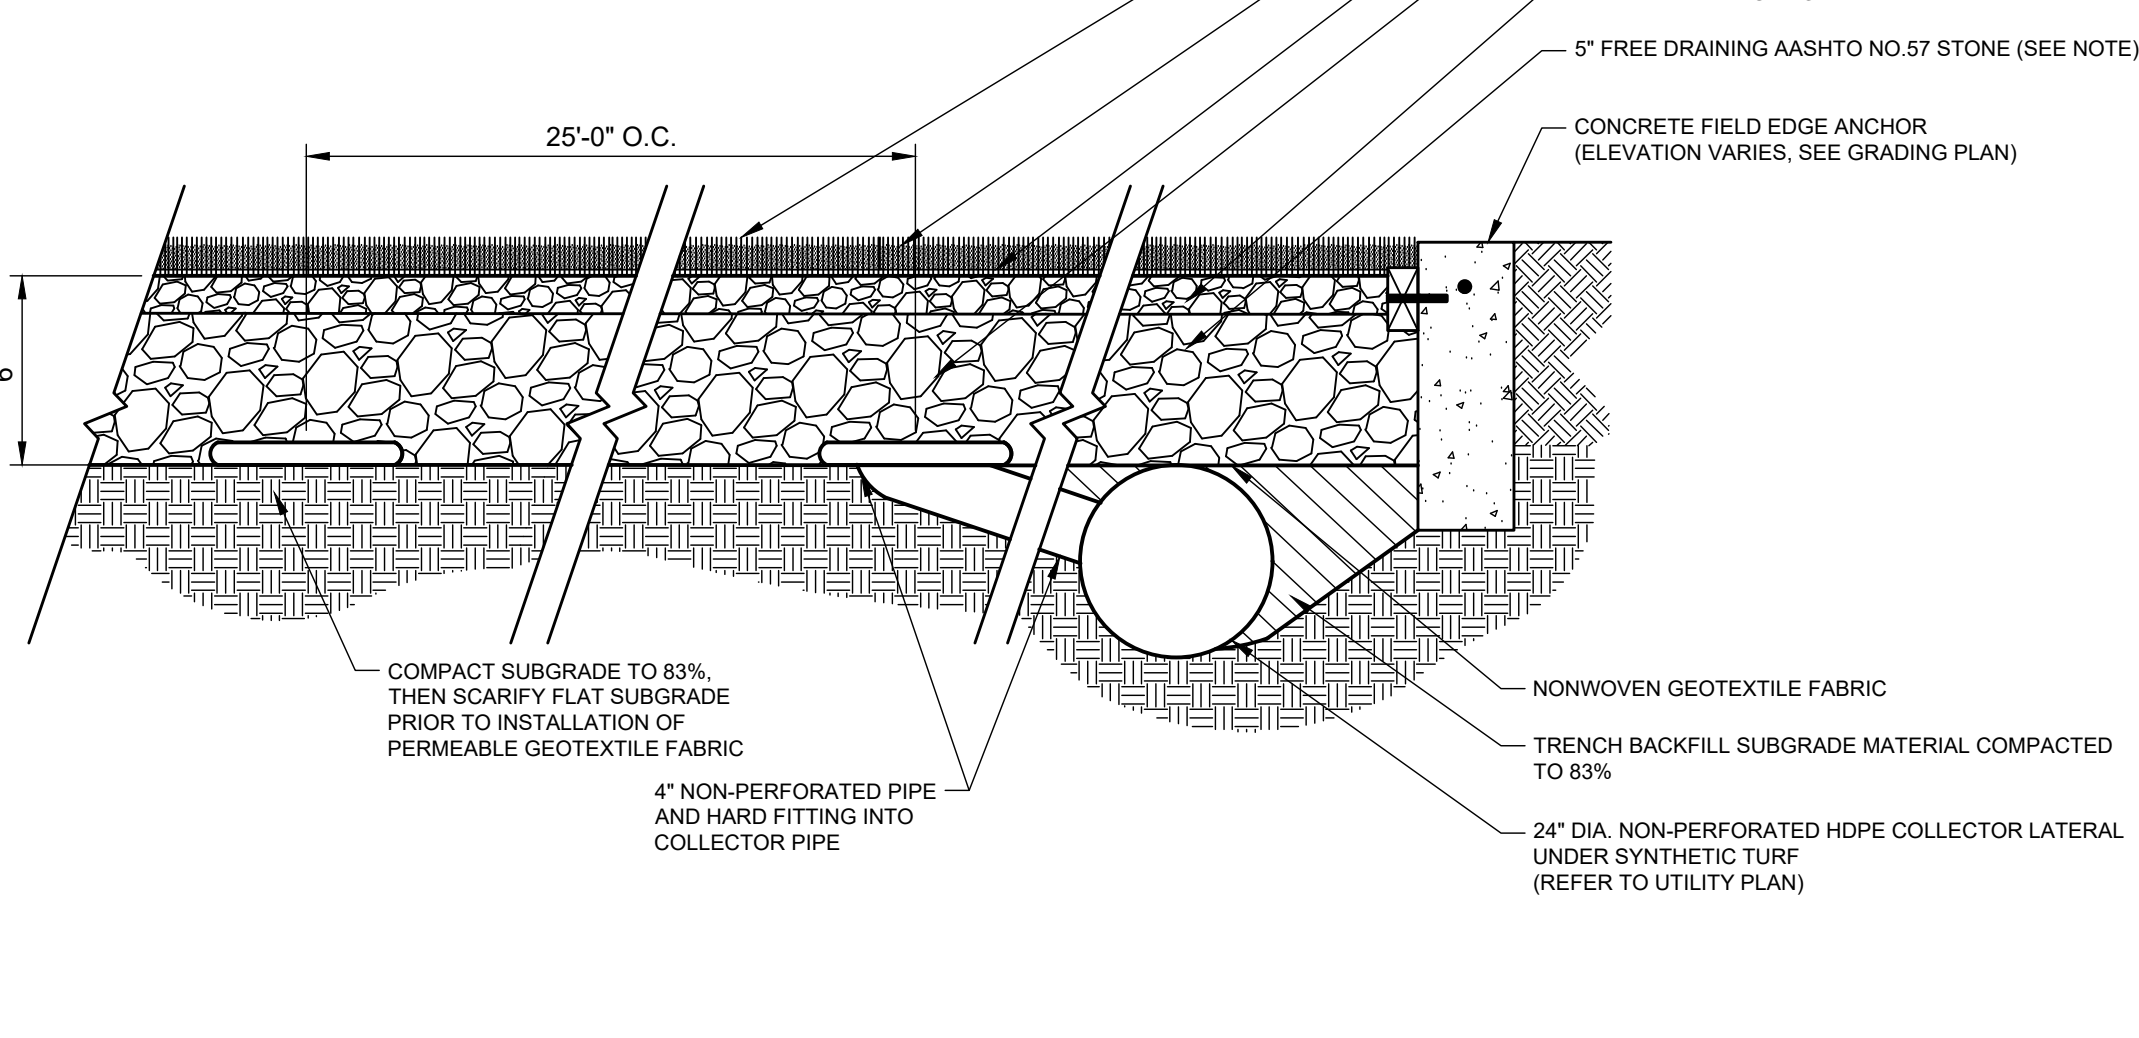 5" FREE DRAINING AASHTO NO.57 STONE (SEE NOTE)
CONCRETE FIELD EDGE ANCHOR
(ELEVATION VARIES, SEE GRADING PLAN)
25'-0" O.C.
COMPACT SUBGRADE TO 83%,
THEN SCARIFY FLAT SUBGRADE
PRIOR TO INSTALLATION OF
PERMEABLE GEOTEXTILE FABRIC
4" NON-PERFORATED PIPE
AND HARD FITTING INTO
COLLECTOR PIPE
NONWOVEN GEOTEXTILE FABRIC
TRENCH BACKFILL SUBGRADE MATERIAL COMPACTED
TO 83%
24" DIA. NON-PERFORATED HDPE COLLECTOR LATERAL
UNDER SYNTHETIC TURF
(REFER TO UTILITY PLAN)